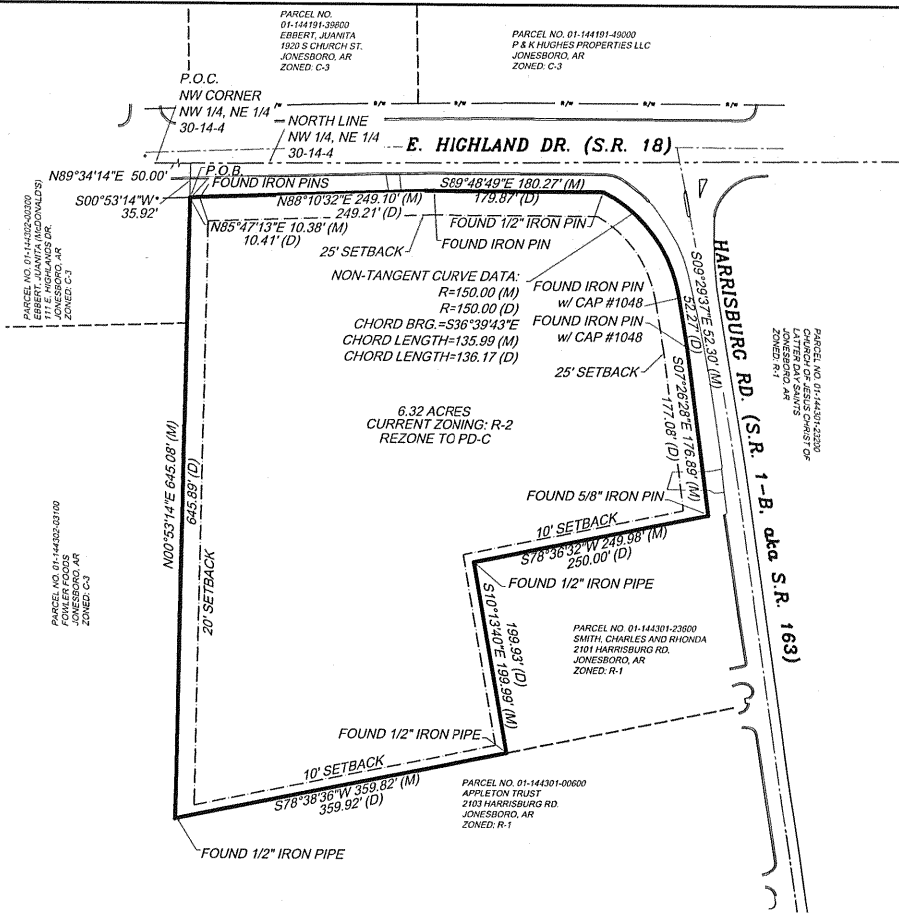 PARCEL NO.
01-144191-39800
EBBERT, JUANITA
1920 S CHURCH ST.
JONESBORO, AR
ZONED: C-3
PARCEL NO. 01-144191-49000
P & K HUGHES PROPERTIES LLC
JONESBORO, AR
ZONED: C-3
P.O.C.
NW CORNER
NW 1/4, NE 1/4
30-14-4
R/W
R/W
R/W
R/W
NORTH LINE
NW 1/4, NE 1/4
30-14-4
E. HIGHLAND DR. (S.R. 18)
N89°34'14"E 50.00'
P.O.B.
FOUND IRON PINS
S00°53'14"W
35.92'
N88°10'32"E 249.10' (M)
249.21' (D)
S89°48'49"E 180.27' (M)
179.87' (D)
N85°47'13"E 10.38' (M)
10.41' (D)
FOUND 1/2" IRON PIN
25' SETBACK
FOUND IRON PIN
NON-TANGENT CURVE DATA:
R=150.00 (M)
R=150.00 (D)
CHORD BRG.=S36°39'43"E
CHORD LENGTH=135.99 (M)
CHORD LENGTH=136.17 (D)
FOUND IRON PIN
w/ CAP #1048
FOUND IRON PIN
w/ CAP #1048
25' SETBACK
S09°29'37"E 52.30' (M)
52.27' (D)
HARRISBURG RD. (S.R. 1-B. aka S.R. 163)
PARCEL NO. 01-144301-23200
CHURCH OF JESUS CHRIST OF
LATTER DAY SAINTS
JONESBORO, AR
ZONED: R-1
PARCEL NO. 01-144302-00300
EBBERT, JUANITA (McDONALD'S)
111 E. HIGHLANDS DR.
JONESBORO, AR
ZONED: C-3
6.32 ACRES
CURRENT ZONING: R-2
REZONE TO PD-C
S07°26'28"E 176.89' (M)
177.08' (D)
FOUND 5/8" IRON PIN
N00°53'14"E 645.08' (M)
645.89' (D)
20' SETBACK
PARCEL NO. 01-144302-03100
FOWLER FOODS
JONESBORO, AR
ZONED: C-3
10' SETBACK
S78°36'32"W 249.98' (M)
250.00' (D)
FOUND 1/2" IRON PIPE
199.93' (D)
S10°13'40"E 199.99' (M)
PARCEL NO. 01-144301-23600
SMITH, CHARLES AND RHONDA
2101 HARRISBURG RD.
JONESBORO, AR
ZONED: R-1
FOUND 1/2" IRON PIPE
10' SETBACK
S78°38'36"W 359.82' (M)
359.92' (D)
PARCEL NO. 01-144301-00600
APPLETON TRUST
2103 HARRISBURG RD.
JONESBORO, AR
ZONED: R-1
FOUND 1/2" IRON PIPE